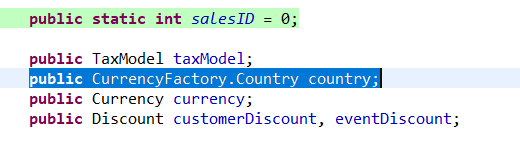 public static int salesID = 0;
public TaxModel taxModel;
public CurrencyFactory.Country country;
public Currency currency;
public Discount customerDiscount, eventDiscount;